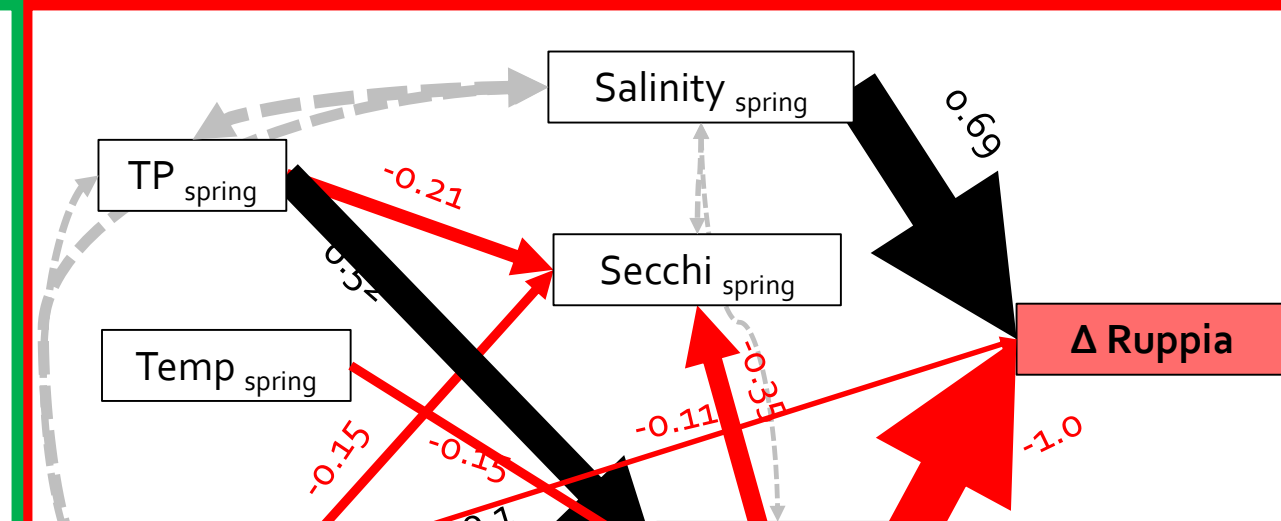 Salinity spring
0.69
TP spring
-0.21
Secchi spring
0.52
Δ Ruppia
Temp spring
-0.35
-0.11
-1.0
-0.15
-0.15